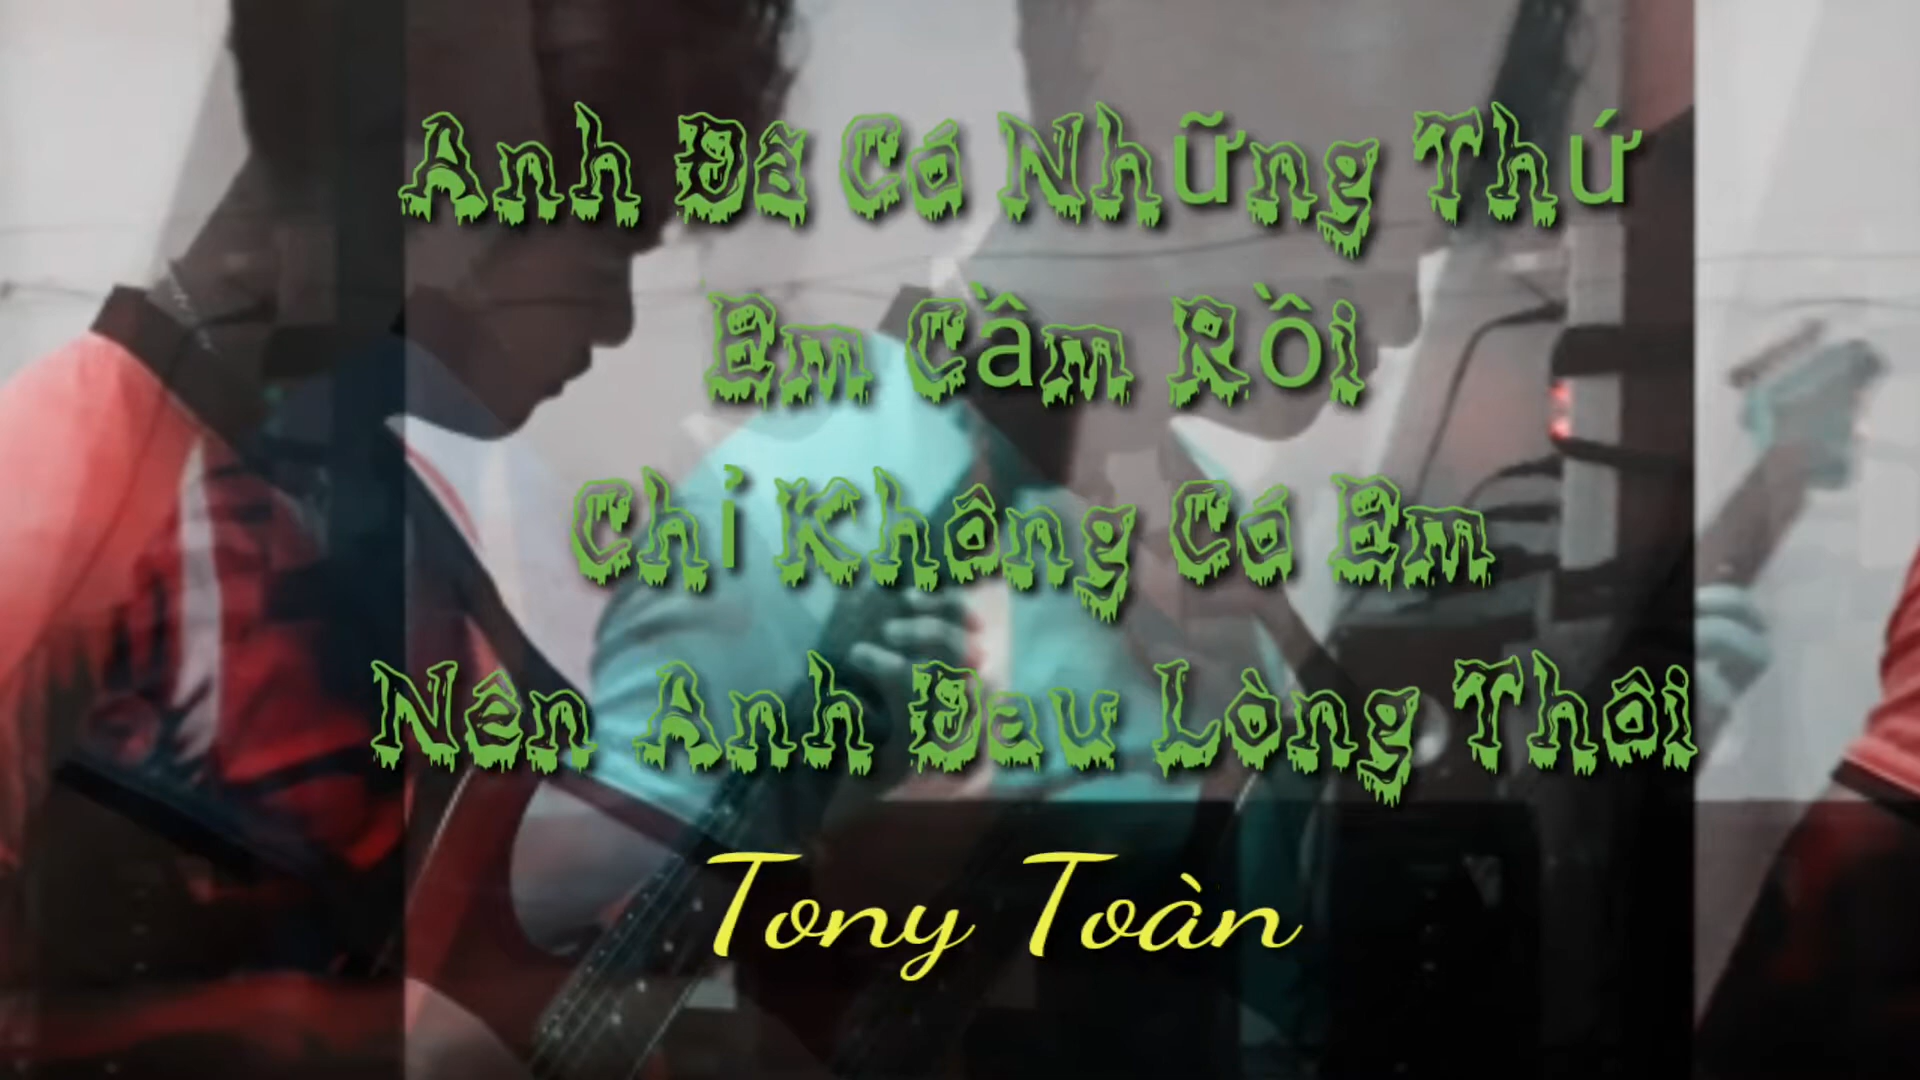 Anh Đã Có Những Thứ
Em Cầm Rồi
Chỉ Không Có Em
Nên Anh Đau Lòng Thôi
Tony Toàn